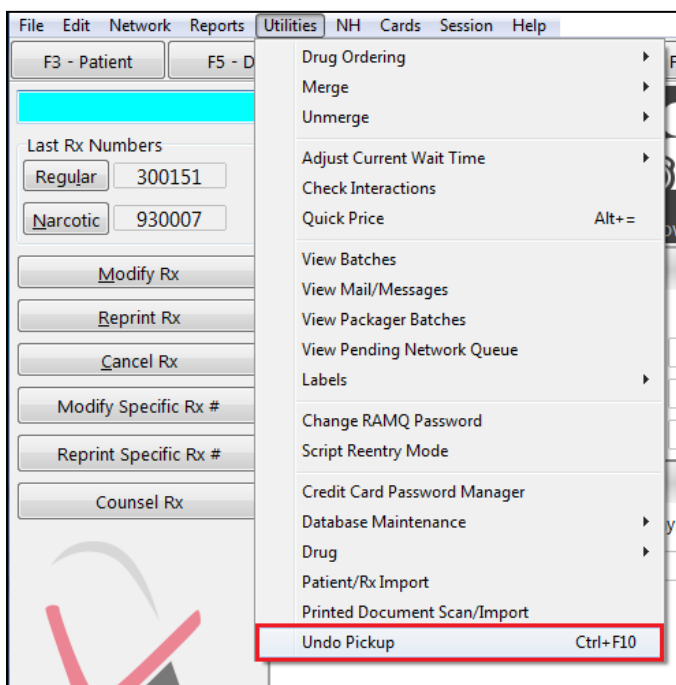 File Edit Network Reports Utilities NH Cards Session Help
F3 - Patient
F5 - D
Last Rx Numbers
Regular 300151
Narcotic 930007
Modify Rx
Reprint Rx
Cancel Rx
Modify Specific Rx #
Reprint Specific Rx #
Counsel Rx
Drug Ordering
Merge
Unmerge
Adjust Current Wait Time
Check Interactions
Quick Price Alt+=
View Batches
View Mail/Messages
View Packager Batches
View Pending Network Queue
Labels
Change RAMQ Password
Script Reentry Mode
Credit Card Password Manager
Database Maintenance
Drug
Patient/Rx Import
Printed Document Scan/Import
Undo Pickup Ctrl+F10